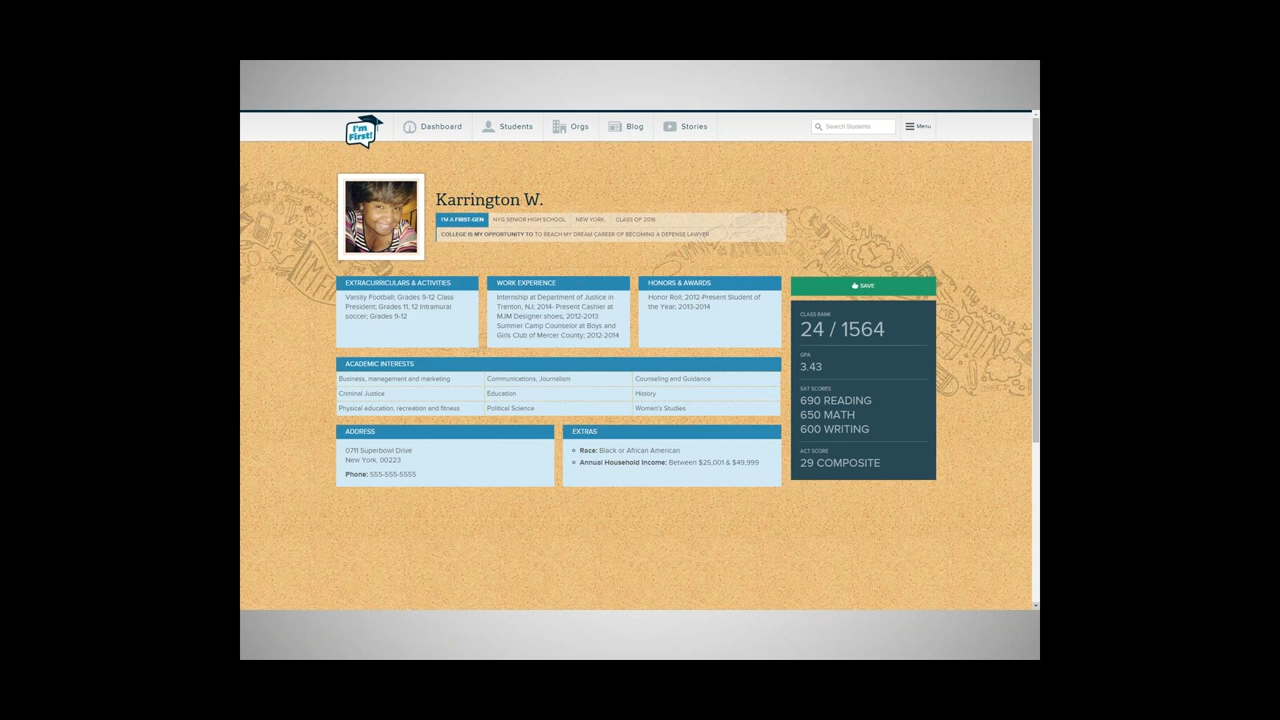 I'm
First!
Dashboard
Students
Orgs
Blog
Stories
Search Students
Menu
Karrington W.
I'M A FIRST-GEN NYG SENIOR HIGH SCHOOL NEW YORK, CLASS OF 2016
COLLEGE IS MY OPPORTUNITY TO TO REACH MY DREAM CAREER OF BECOMING A DEFENSE LAWYER
EXTRACURRICULARS & ACTIVITIES
Varsity Football; Grades 9-12 Class
President; Grades 11, 12 Intramural
soccer; Grades 9-12
WORK EXPERIENCE
Internship at Department of Justice in
Trenton, NJ; 2014- Present Cashier at
MJM Designer shoes; 2012-2013
Summer Camp Counselor at Boys and
Girls Club of Mercer County; 2012-2014
HONORS & AWARDS
Honor Roll; 2012-Present Student of
the Year; 2013-2014
SAVE
CLASS RANK
24 / 1564
GPA
3.43
SAT SCORES
690 READING
650 MATH
600 WRITING
ACT SCORE
29 COMPOSITE
ACADEMIC INTERESTS
Business, management and marketing
Communications, Journalism
Counseling and Guidance
Criminal Justice
Education
History
Physical education, recreation and fitness
Political Science
Women's Studies
ADDRESS
0711 Superbowl Drive
New York, 00223
Phone: 555-555-5555
EXTRAS
Race: Black or African American
Annual Household Income: Between $25,001 & $49,999